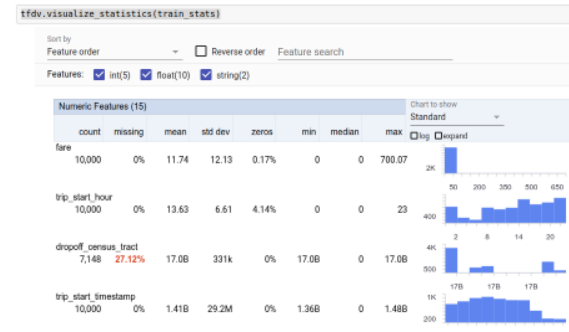 tfdv.visualize_statistics(train_stats)
Sort by
Feature order
Reverse order
Feature search
Features: int(5) float(10) string(2)
Numeric Features (15)
Chart to show
Standard
count missing mean std dev zeros min median max
log expand
fare
10,000 0% 11.74 12.13 0.17% 0 0 700.07
2K
50 200 350 500 650
trip_start_hour
10,000 0% 13.63 6.61 4.14% 0 0 23
400
2 8 14 20
dropoff_census_tract
7,148 27.12% 17.0B 331k 0% 17.0B 0 17.0B
4K
500
17B 17B 17B
trip_start_timestamp
10,000 0% 1.41B 29.2M 0% 1.36B 0 1.48B
1K
200